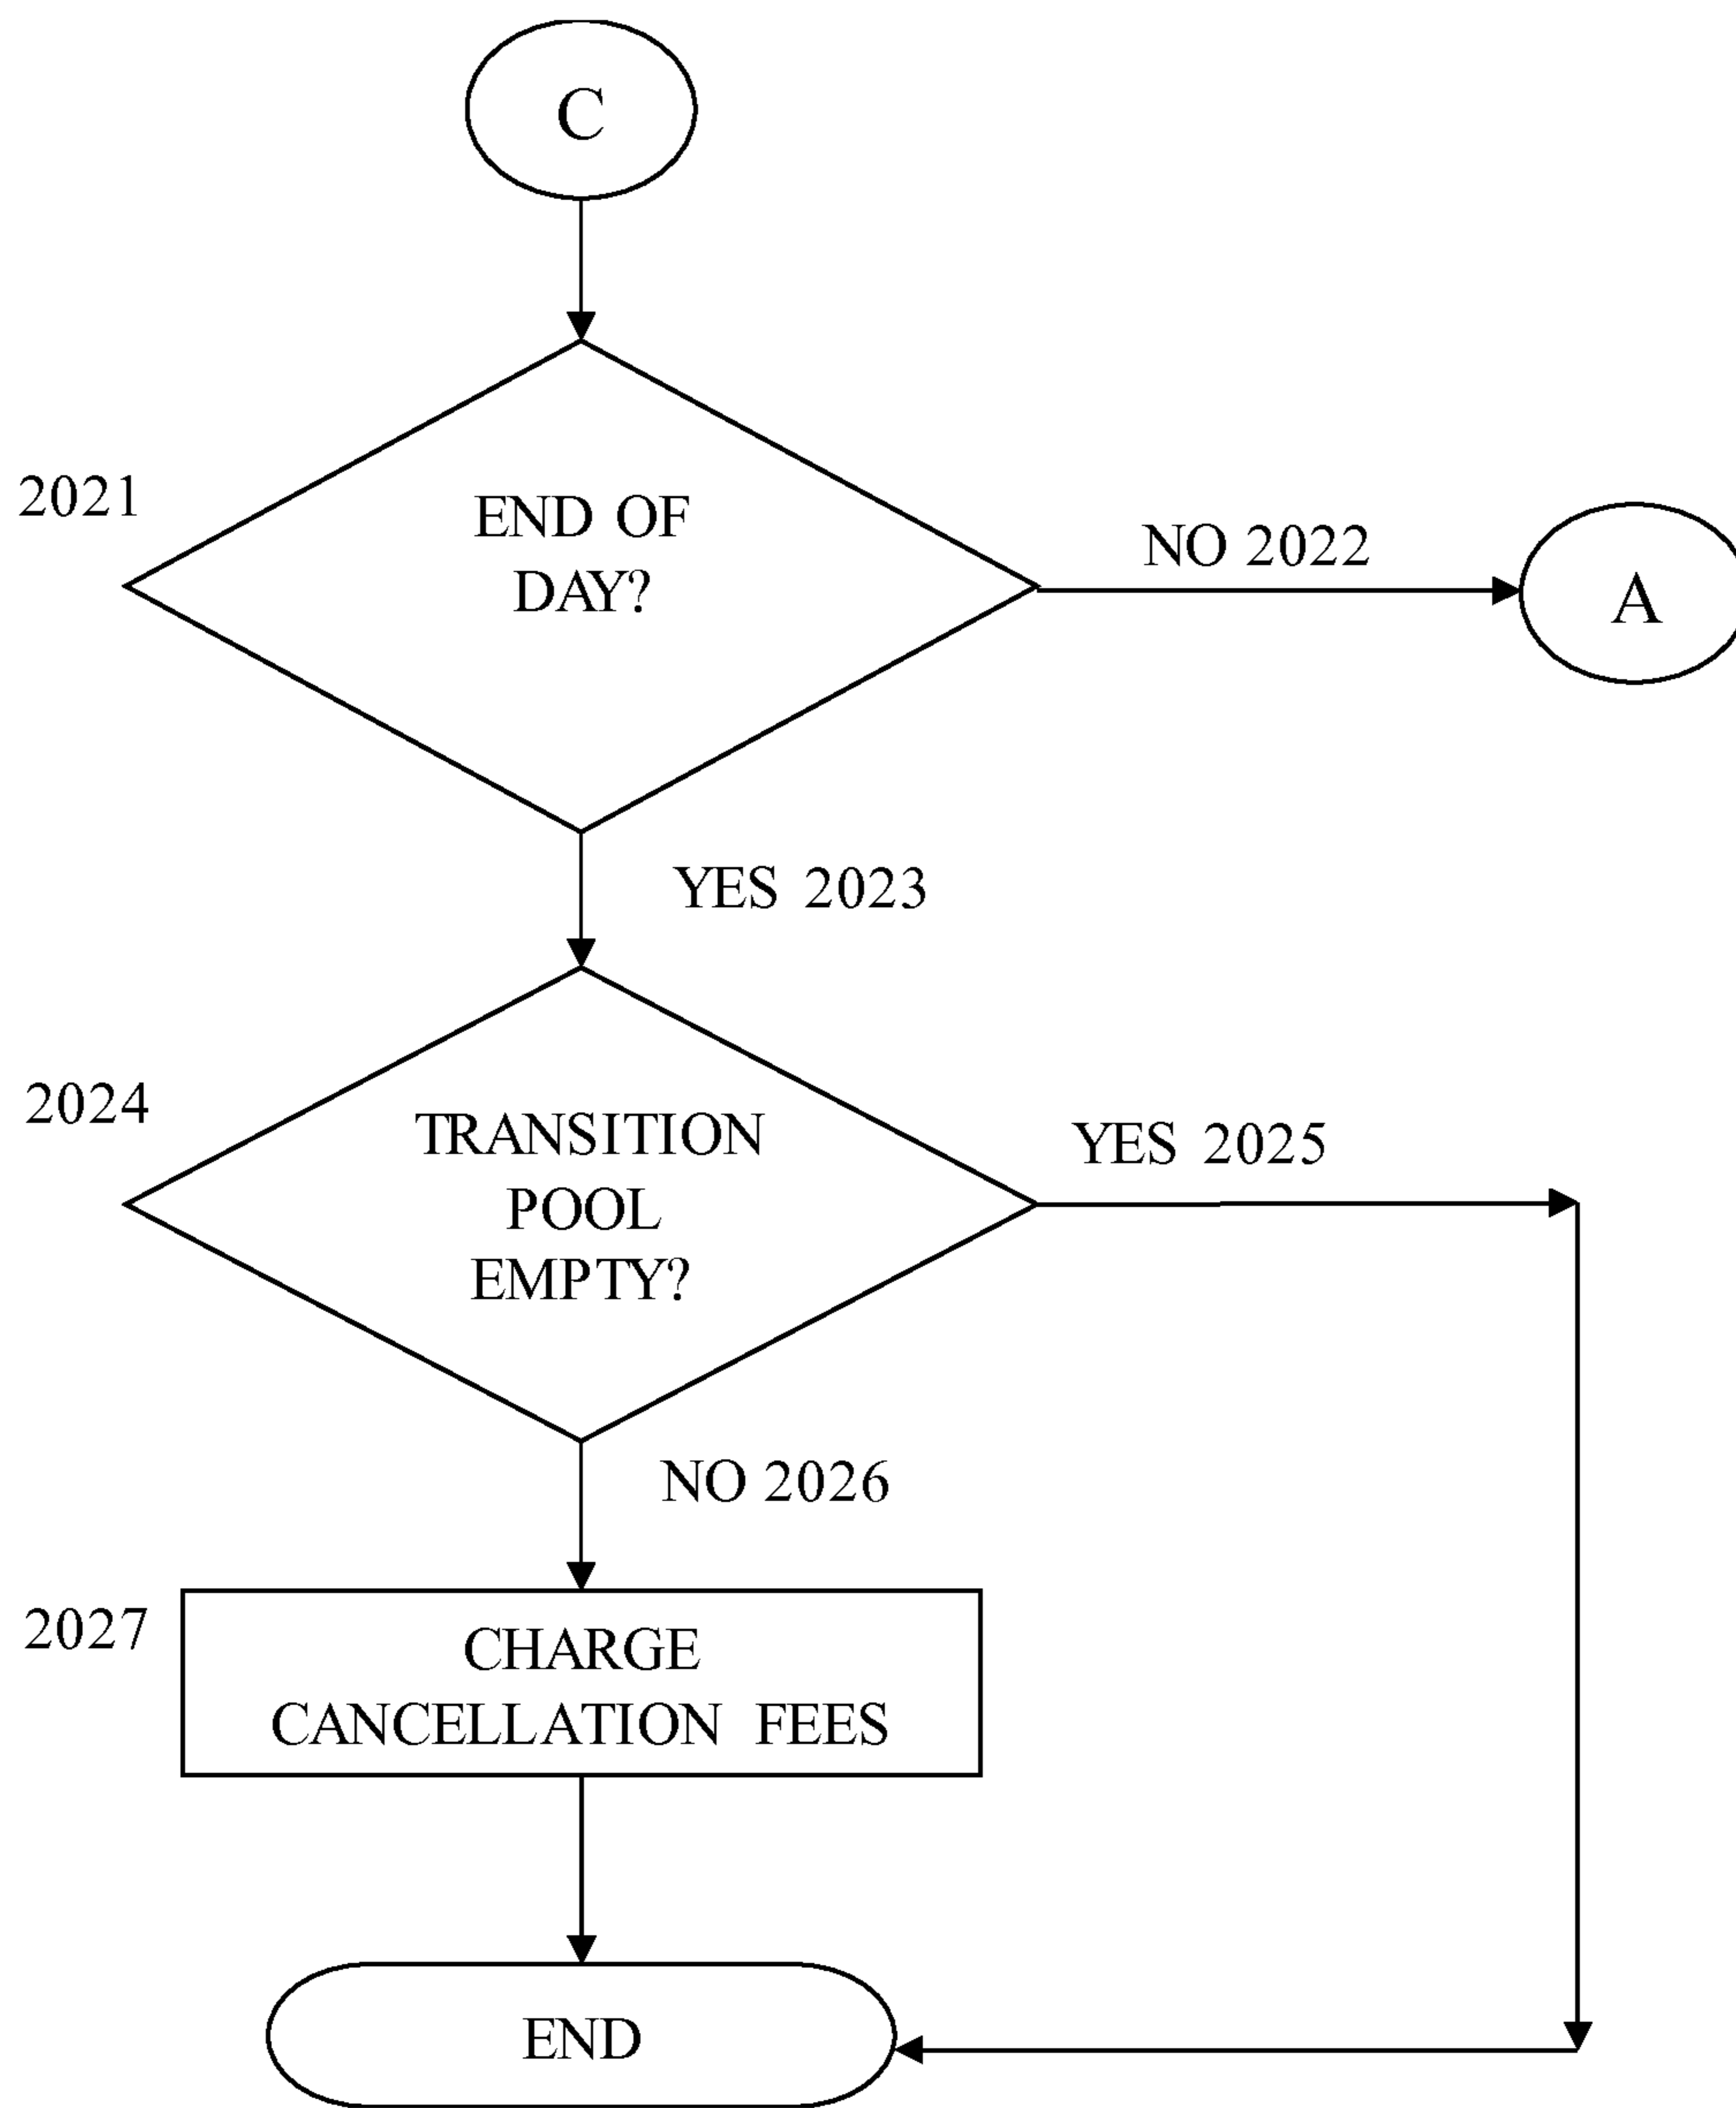 C
2021
END OF
DAY?
NO 2022
A
YES 2023
2024
TRANSITION
POOL
EMPTY?
YES 2025
NO 2026
2027
CHARGE
CANCELLATION FEES
END